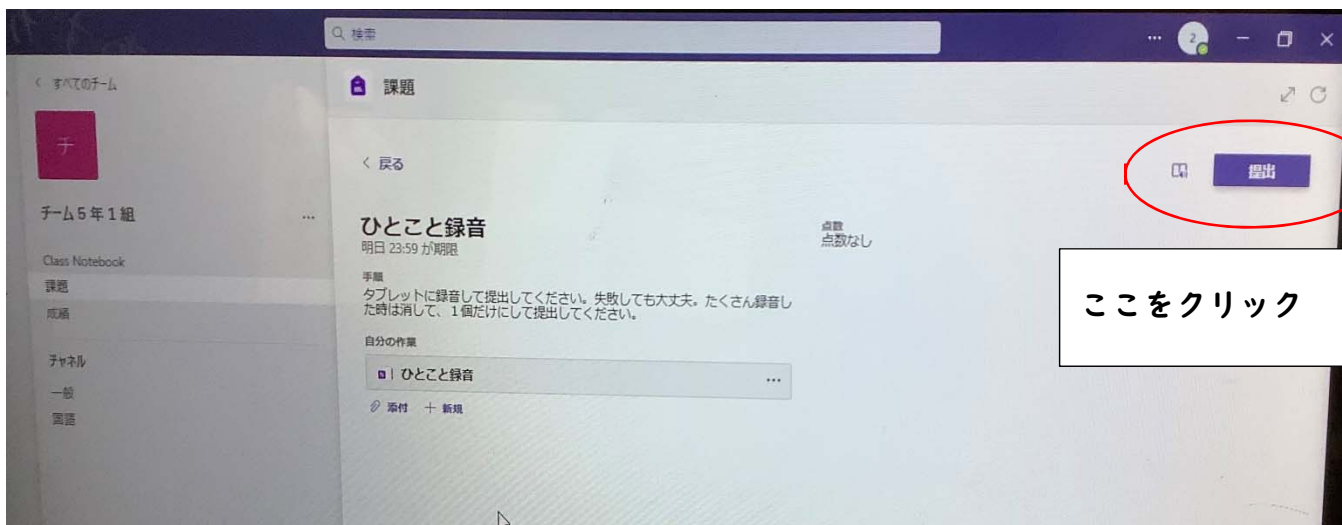 検索
2
すべてのチーム
課題
チ
戻る
提出
チーム5年1組
ひとこと録音
明日 23:59 が期限
点数
点数なし
Class Notebook
課題
成績
手順
タブレットに録音して提出してください。失敗しても大丈夫。たくさん録音し
た時は消して、1個だけにして提出してください。
ここをクリック
自分の作業
チャネル
ひとこと録音
一般
添付 + 新規
国語